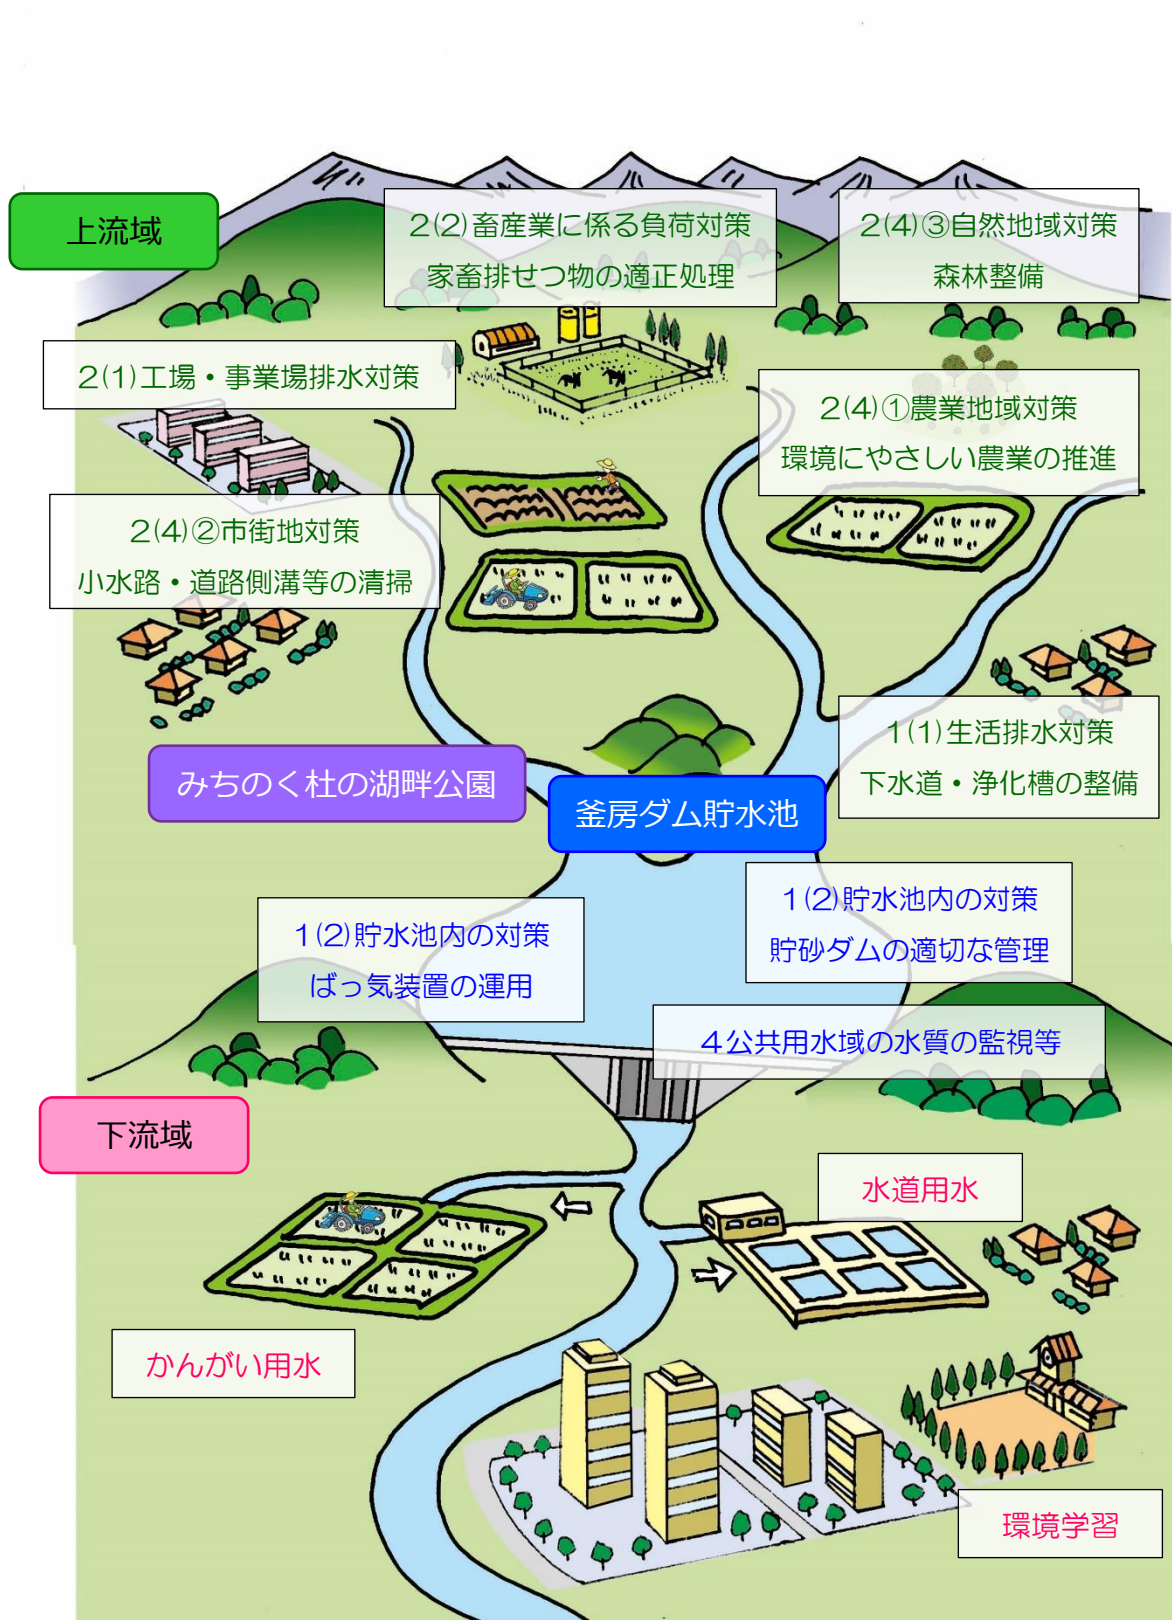 上流域
2(2)畜産業に係る負荷対策
家畜排せつ物の適正処理
2(4)③自然地域対策
森林整備
2(1)工場・事業場排水対策
2(4)①農業地域対策
環境にやさしい農業の推進
2(4)②市街地対策
小水路・道路側溝等の清掃
1(1)生活排水対策
下水道・浄化槽の整備
みちのく杜の湖畔公園
釜房ダム貯水池
1(2)貯水池内の対策
ばっ気装置の運用
1(2)貯水池内の対策
貯砂ダムの適切な管理
4公共用水域の水質の監視等
下流域
水道用水
かんがい用水
環境学習